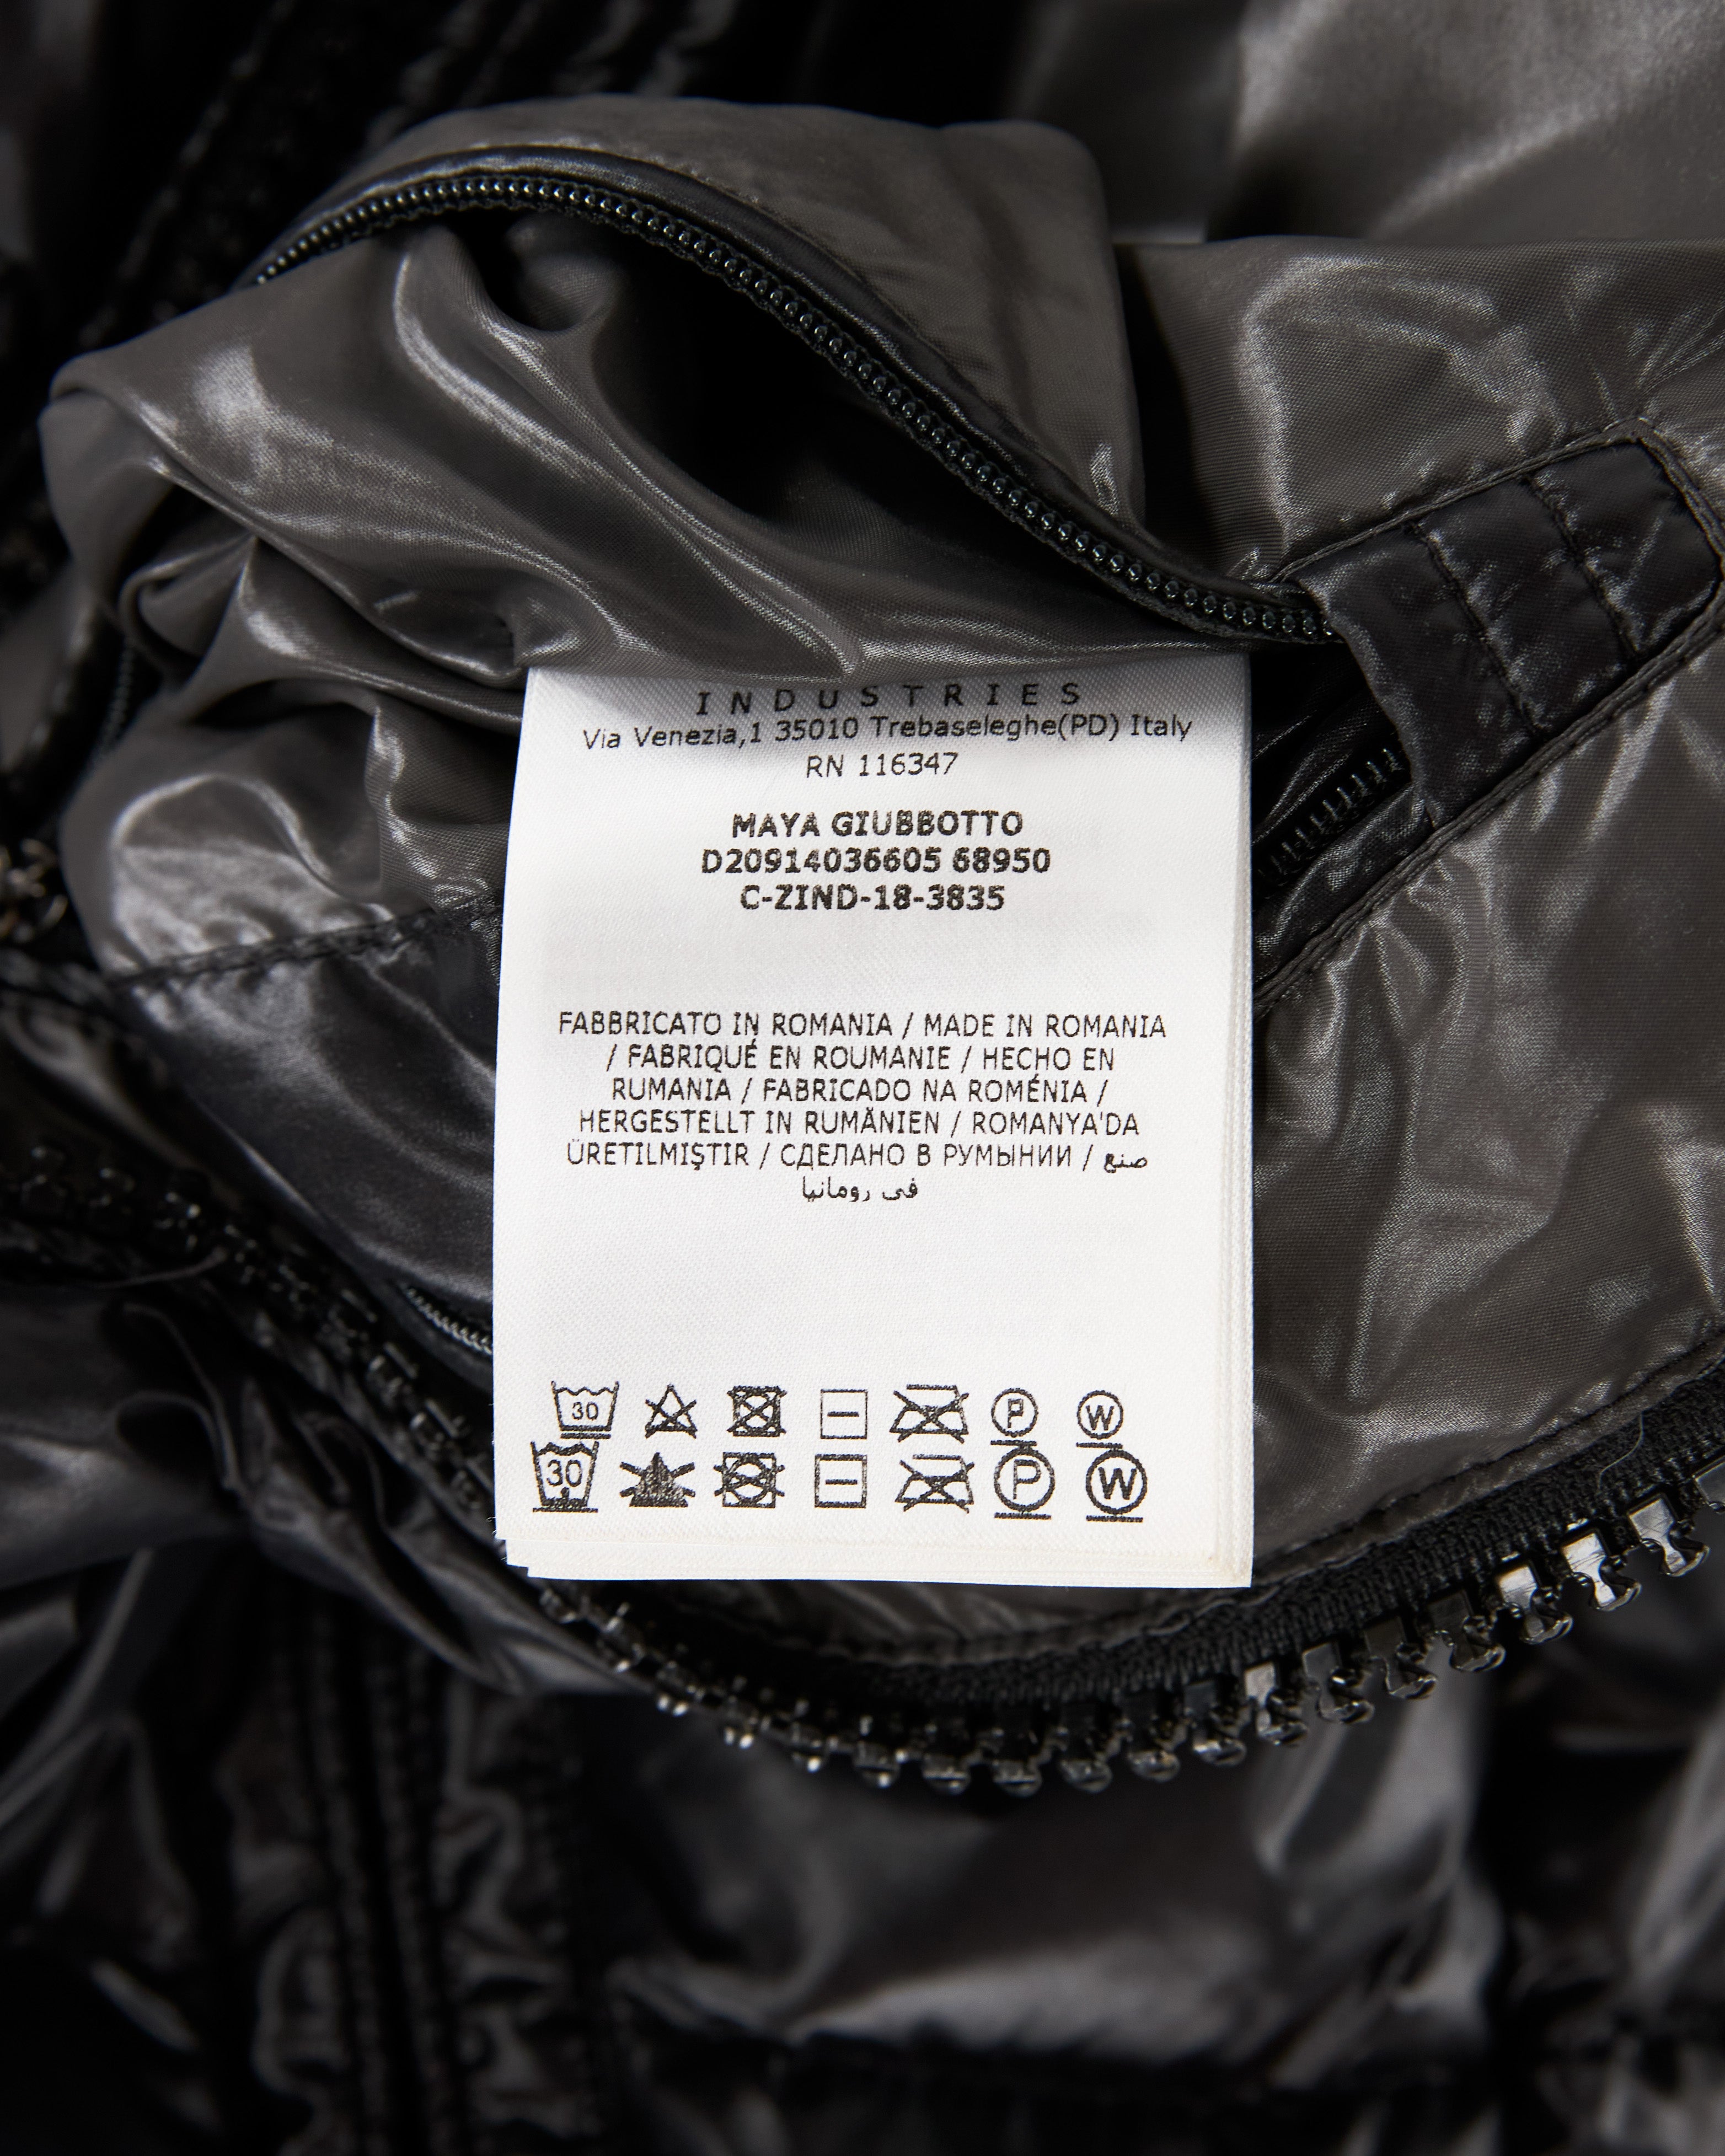 INDUSTRIES
Via Venezia,1 35010 Trebaseleghe(PD) Italy
RN 116347
MAYA GIUBBOTTO
D20914036605 68950
C-ZIND-18-3835
FABBRICATO IN ROMANIA / MADE IN ROMANIA
/ FABRIQUÉ EN ROUMANIE / HECHO EN
RUMANIA / FABRICADO NA ROMÉNIA /
HERGESTELLT IN RUMÄNIEN / ROMANYA'DA
ÜRETILMIŞTIR / СДЕЛАНО В РУМЫНИИ / صنع
في رومانيا
30 P W
30 P W